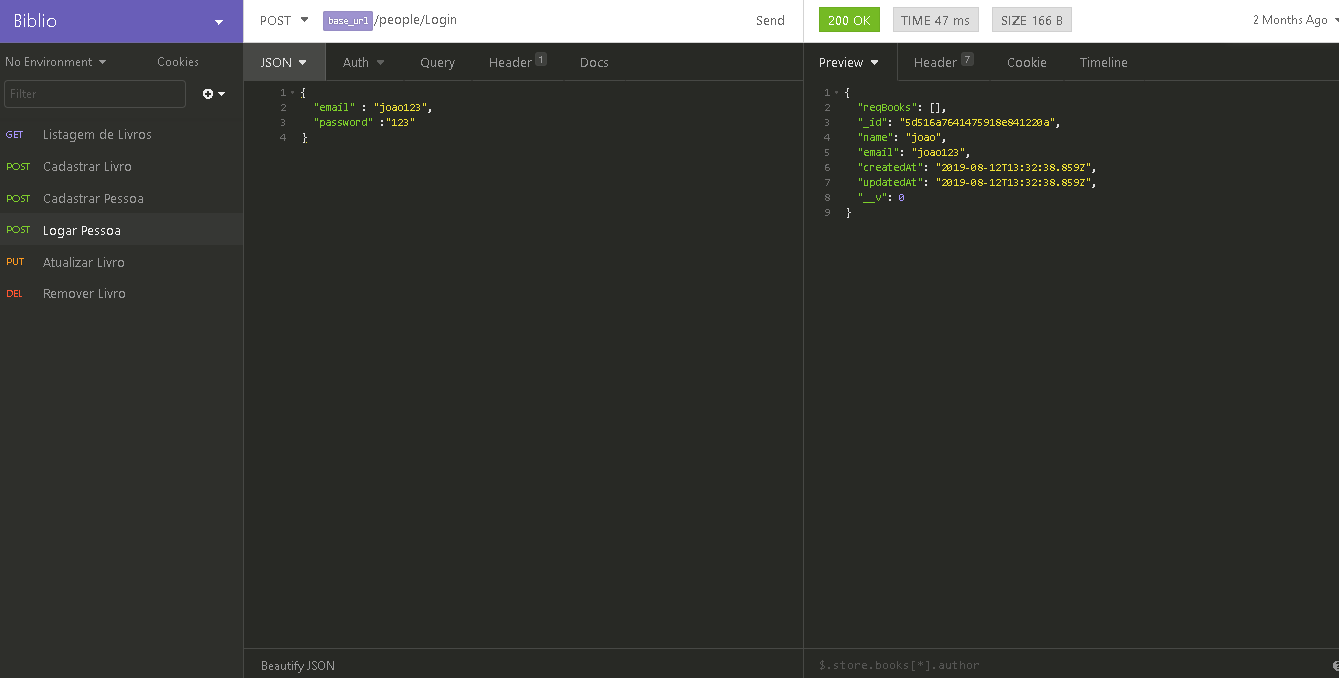 Biblio
POST base_url/people/Login Send
200 OK TIME 47 ms SIZE 166 B 2 Months Ago
No Environment Cookies
JSON Auth Query Header 1 Docs
Preview Header 7 Cookie Timeline
Filter
GET Listagem de Livros
POST Cadastrar Livro
POST Cadastrar Pessoa
POST Logar Pessoa
PUT Atualizar Livro
DEL Remover Livro
1 {
2 "email" : "joao123",
3 "password" :"123"
4 }
1 {
2 "reqBooks": [],
3 "_id": "5d516a7641475918e841220a",
4 "name": "joao",
5 "email": "joao123",
6 "createdAt": "2019-08-12T13:32:38.859Z",
7 "updatedAt": "2019-08-12T13:32:38.859Z",
8 "__v": 0
9 }
Beautify JSON
$.store.books[*].author